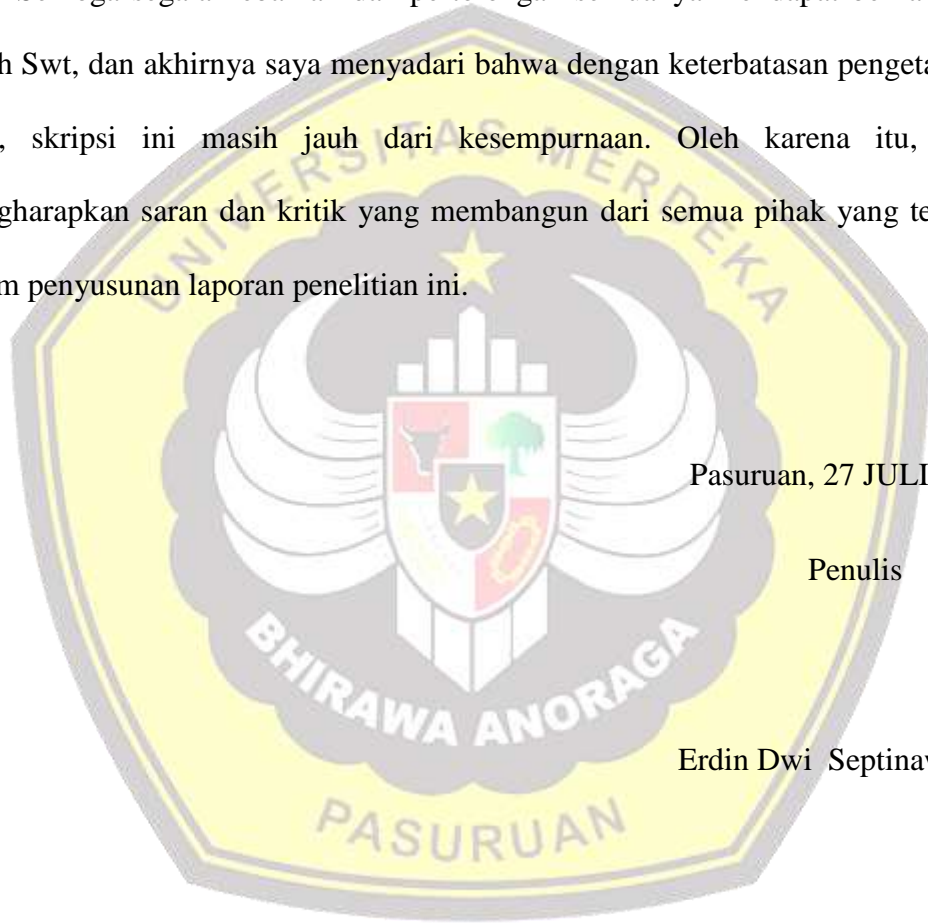 h Swt, dan akhirnya saya menyadari bahwa dengan keterbatasan pengeta
, skripsi ini masih jauh dari kesempurnaan. Oleh karena itu,
gharapkan saran dan kritik yang membangun dari semua pihak yang te
m penyusunan laporan penelitian ini.
UNIVERSITAS MERDEKA
Pasuruan, 27 JULI
Penulis
BHIRAWA ANORAGA
Erdin Dwi Septinaw
PASURUAN